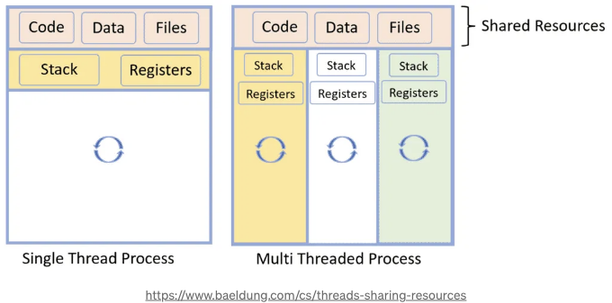 Code Data Files
Stack Registers
Single Thread Process
Code Data Files
Shared Resources
Stack Stack Stack
Registers Registers Registers
Multi Threaded Process
https://www.baeldung.com/cs/threads-sharing-resources